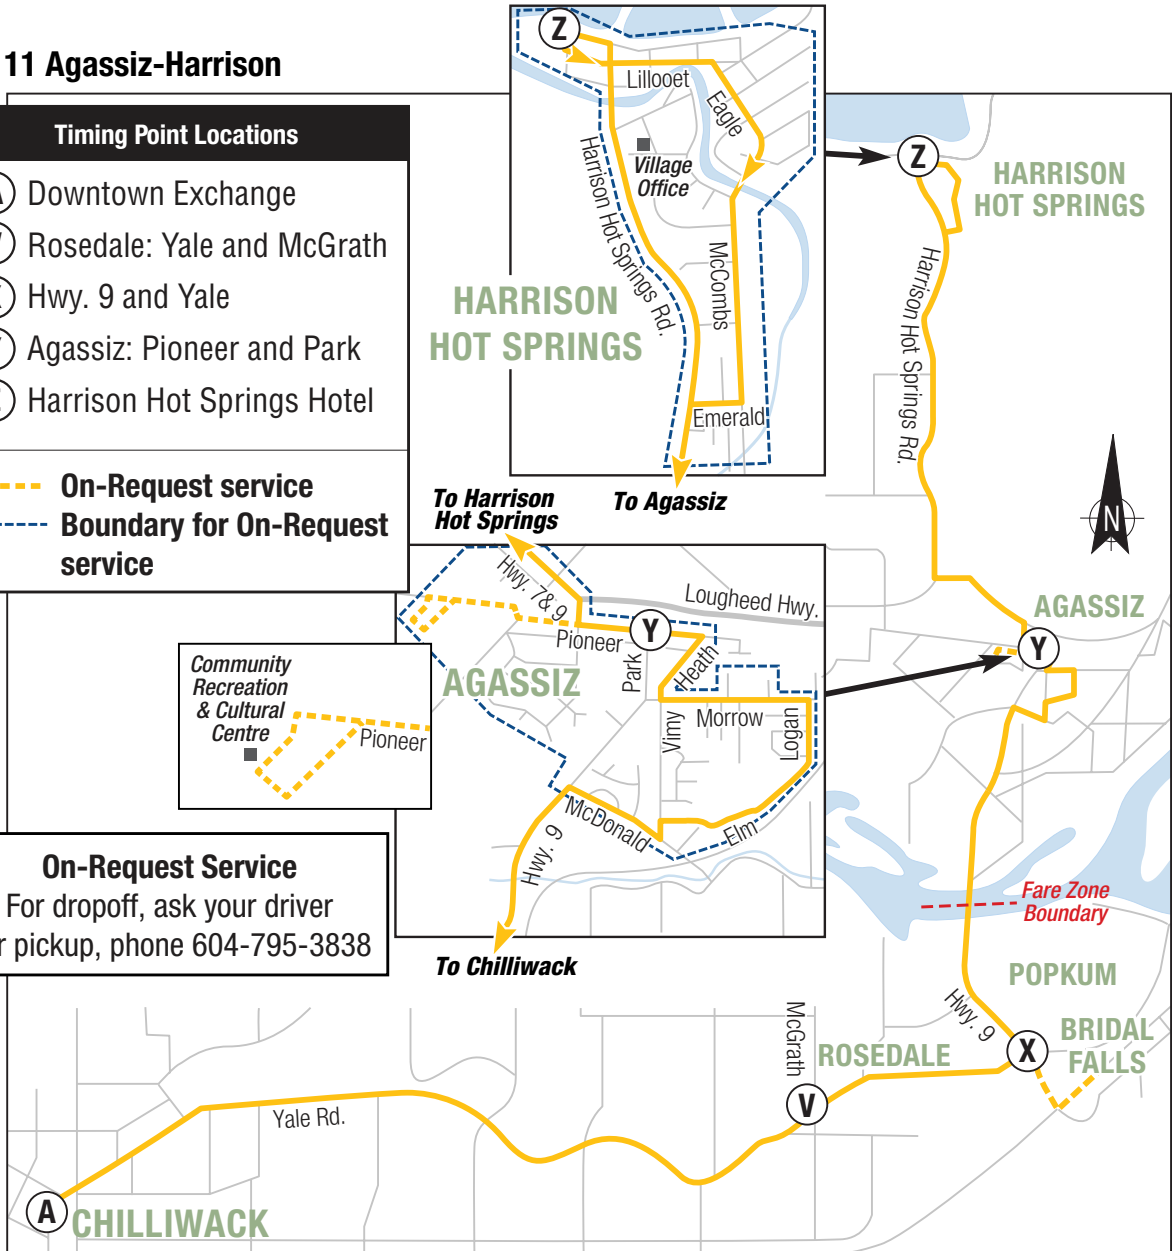 11 Agassiz-Harrison
Timing Point Locations
Downtown Exchange
Rosedale: Yale and McGrath
Hwy. 9 and Yale
Agassiz: Pioneer and Park
Harrison Hot Springs Hotel
On-Request service
Boundary for On-Request
service
Z
Lillooet
Eagle
Village
Office
Harrison Hot Springs Rd.
McCombs
HARRISON
HOT SPRINGS
Emerald
To Agassiz
Z
HARRISON
HOT SPRINGS
Harrison Hot Springs Rd.
N
AGASSIZ
Y
To Harrison
Hot Springs
Hwy. 7& 9
Lougheed Hwy.
Pioneer
Y
Park
Heath
AGASSIZ
Vimy
Morrow
Logan
McDonald
Elm
Hwy. 9
To Chilliwack
Community
Recreation
& Cultural
Centre
Pioneer
On-Request Service
For dropoff, ask your driver
pickup, phone 604-795-3838
Fare Zone
Boundary
POPKUM
Hwy. 9
BRIDAL
FALLS
X
McGrath
ROSEDALE
V
Yale Rd.
A
CHILLIWACK